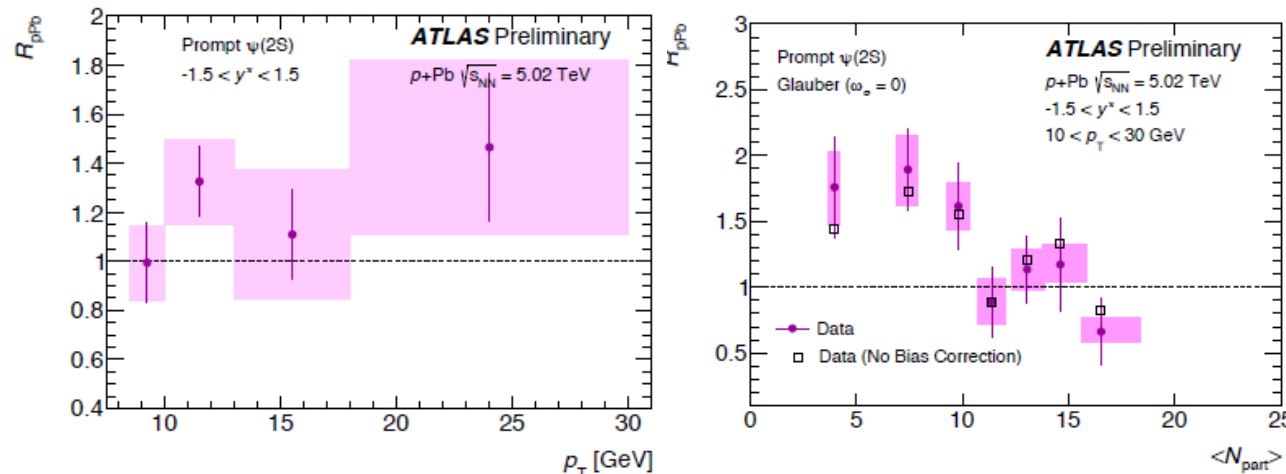 R_pPb
2
1.8
1.6
1.4
1.2
1
0.8
0.6
0.4
Prompt ψ(2S)
-1.5 < y* < 1.5
ATLAS Preliminary
p+Pb √s_NN = 5.02 TeV
10 15 20 25 30
p_T [GeV]
R_pPb
3
2.5
2
1.5
1
0.5
Prompt ψ(2S)
Glauber (ω_σ = 0)
ATLAS Preliminary
p+Pb √s_NN = 5.02 TeV
-1.5 < y* < 1.5
10 < p_T < 30 GeV
Data
Data (No Bias Correction)
0 5 10 15 20 25
<N_part>